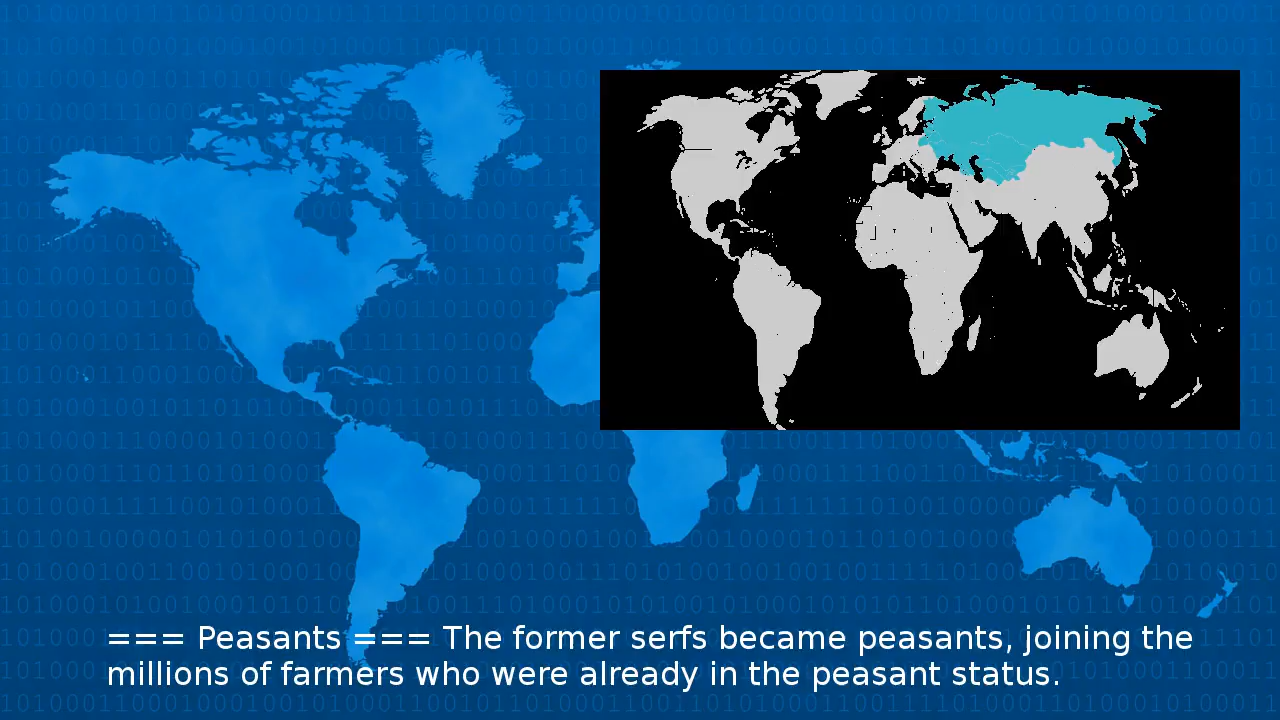 === Peasants === The former serfs became peasants, joining the
millions of farmers who were already in the peasant status.